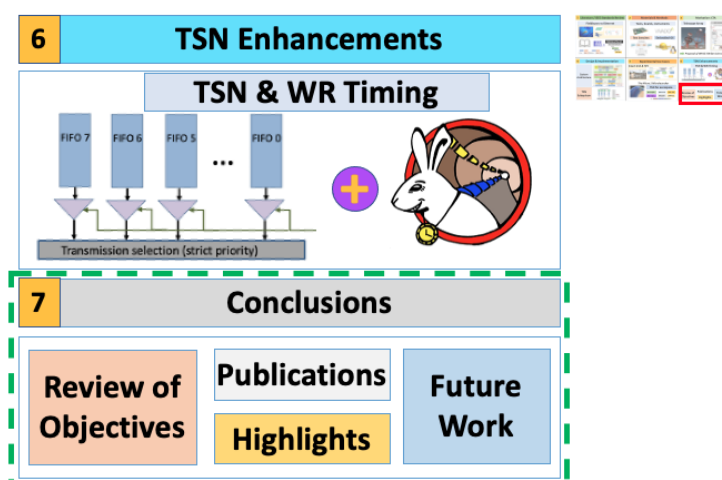 6
TSN Enhancements
TSN & WR Timing
FIFO 7
FIFO 6
FIFO 5
...
FIFO 0
+
Transmission selection (strict priority)
7
Conclusions
Review of
Objectives
Publications
Highlights
Future
Work